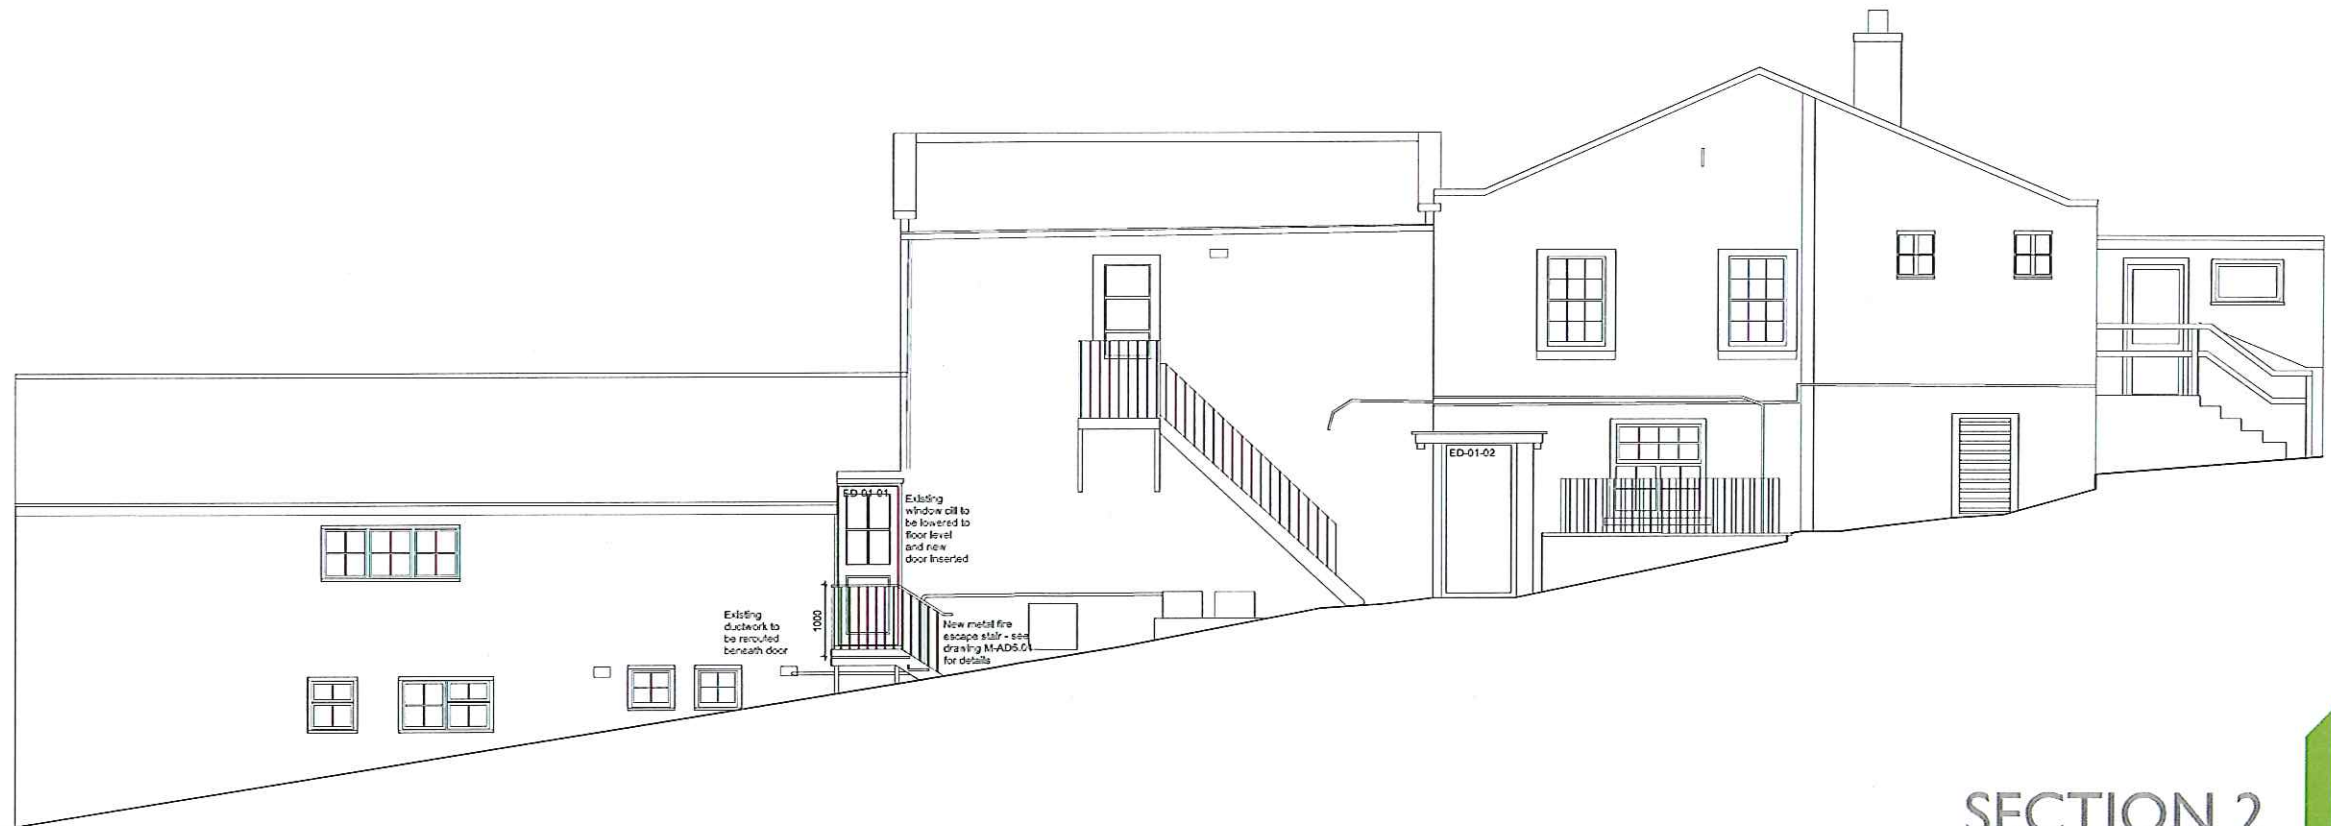 ED-01-01
Existing
window cill to
be lowered to
floor level
and new
door inserted
ED-01-02
Existing
ductwork to
be rerouted
beneath door
1000
New metal fire
escape stair - see
drawing M-AD5.01
for details
SECTION 2